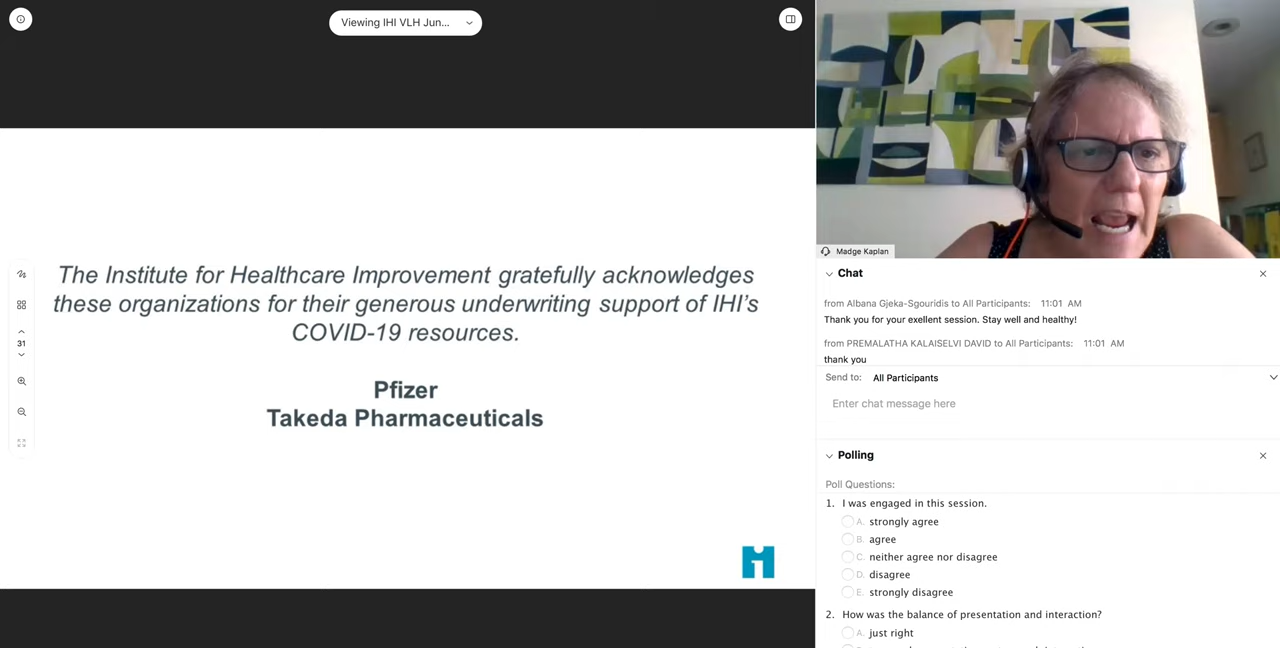 Viewing IHI VLH Jun...
The Institute for Healthcare Improvement gratefully acknowledges
these organizations for their generous underwriting support of IHI's
COVID-19 resources.
Pfizer
Takeda Pharmaceuticals
31
Madge Kaplan
Chat
from Albana Gjeka-Sgouridis to All Participants: 11:01 AM
Thank you for your exellent session. Stay well and healthy!
from PREMALATHA KALAISELVI DAVID to All Participants: 11:01 AM
thank you
Send to: All Participants
Enter chat message here
Polling
Poll Questions:
1. I was engaged in this session.
A. strongly agree
B. agree
C. neither agree nor disagree
D. disagree
E. strongly disagree
2. How was the balance of presentation and interaction?
A. just right